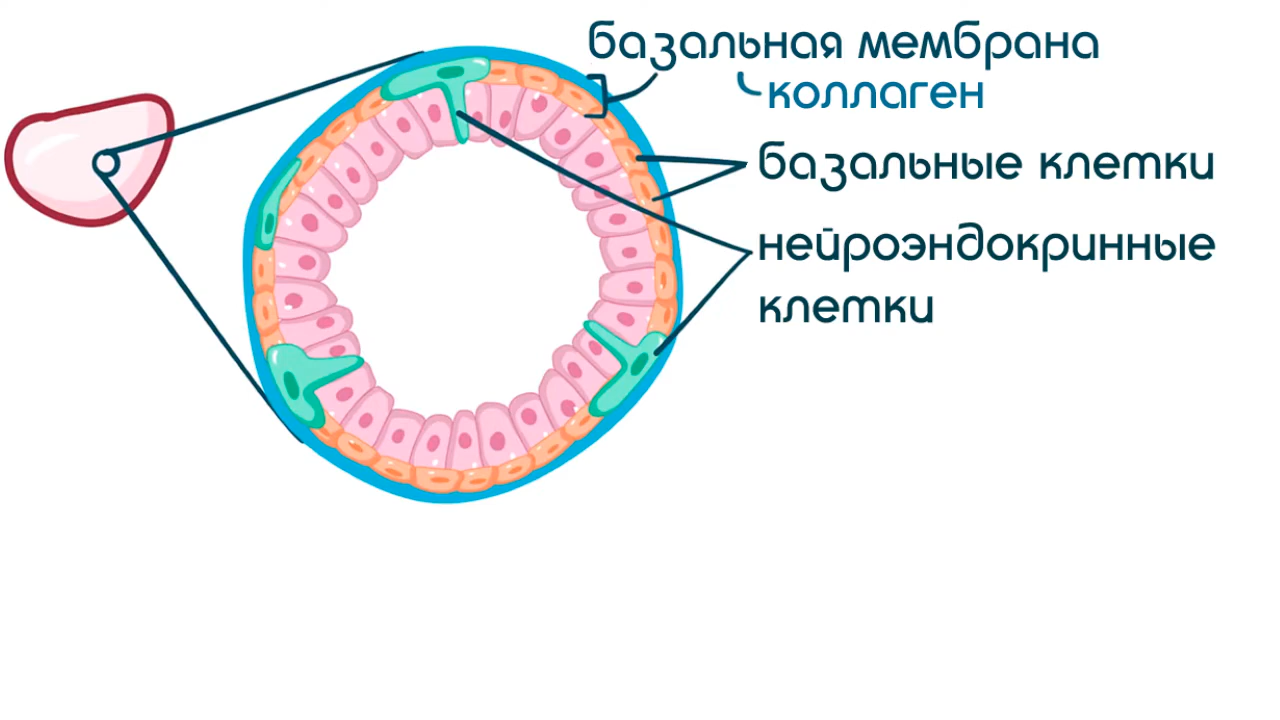 базальная мембрана
коллаген
базальные клетки
нейроэндокринные
клетки